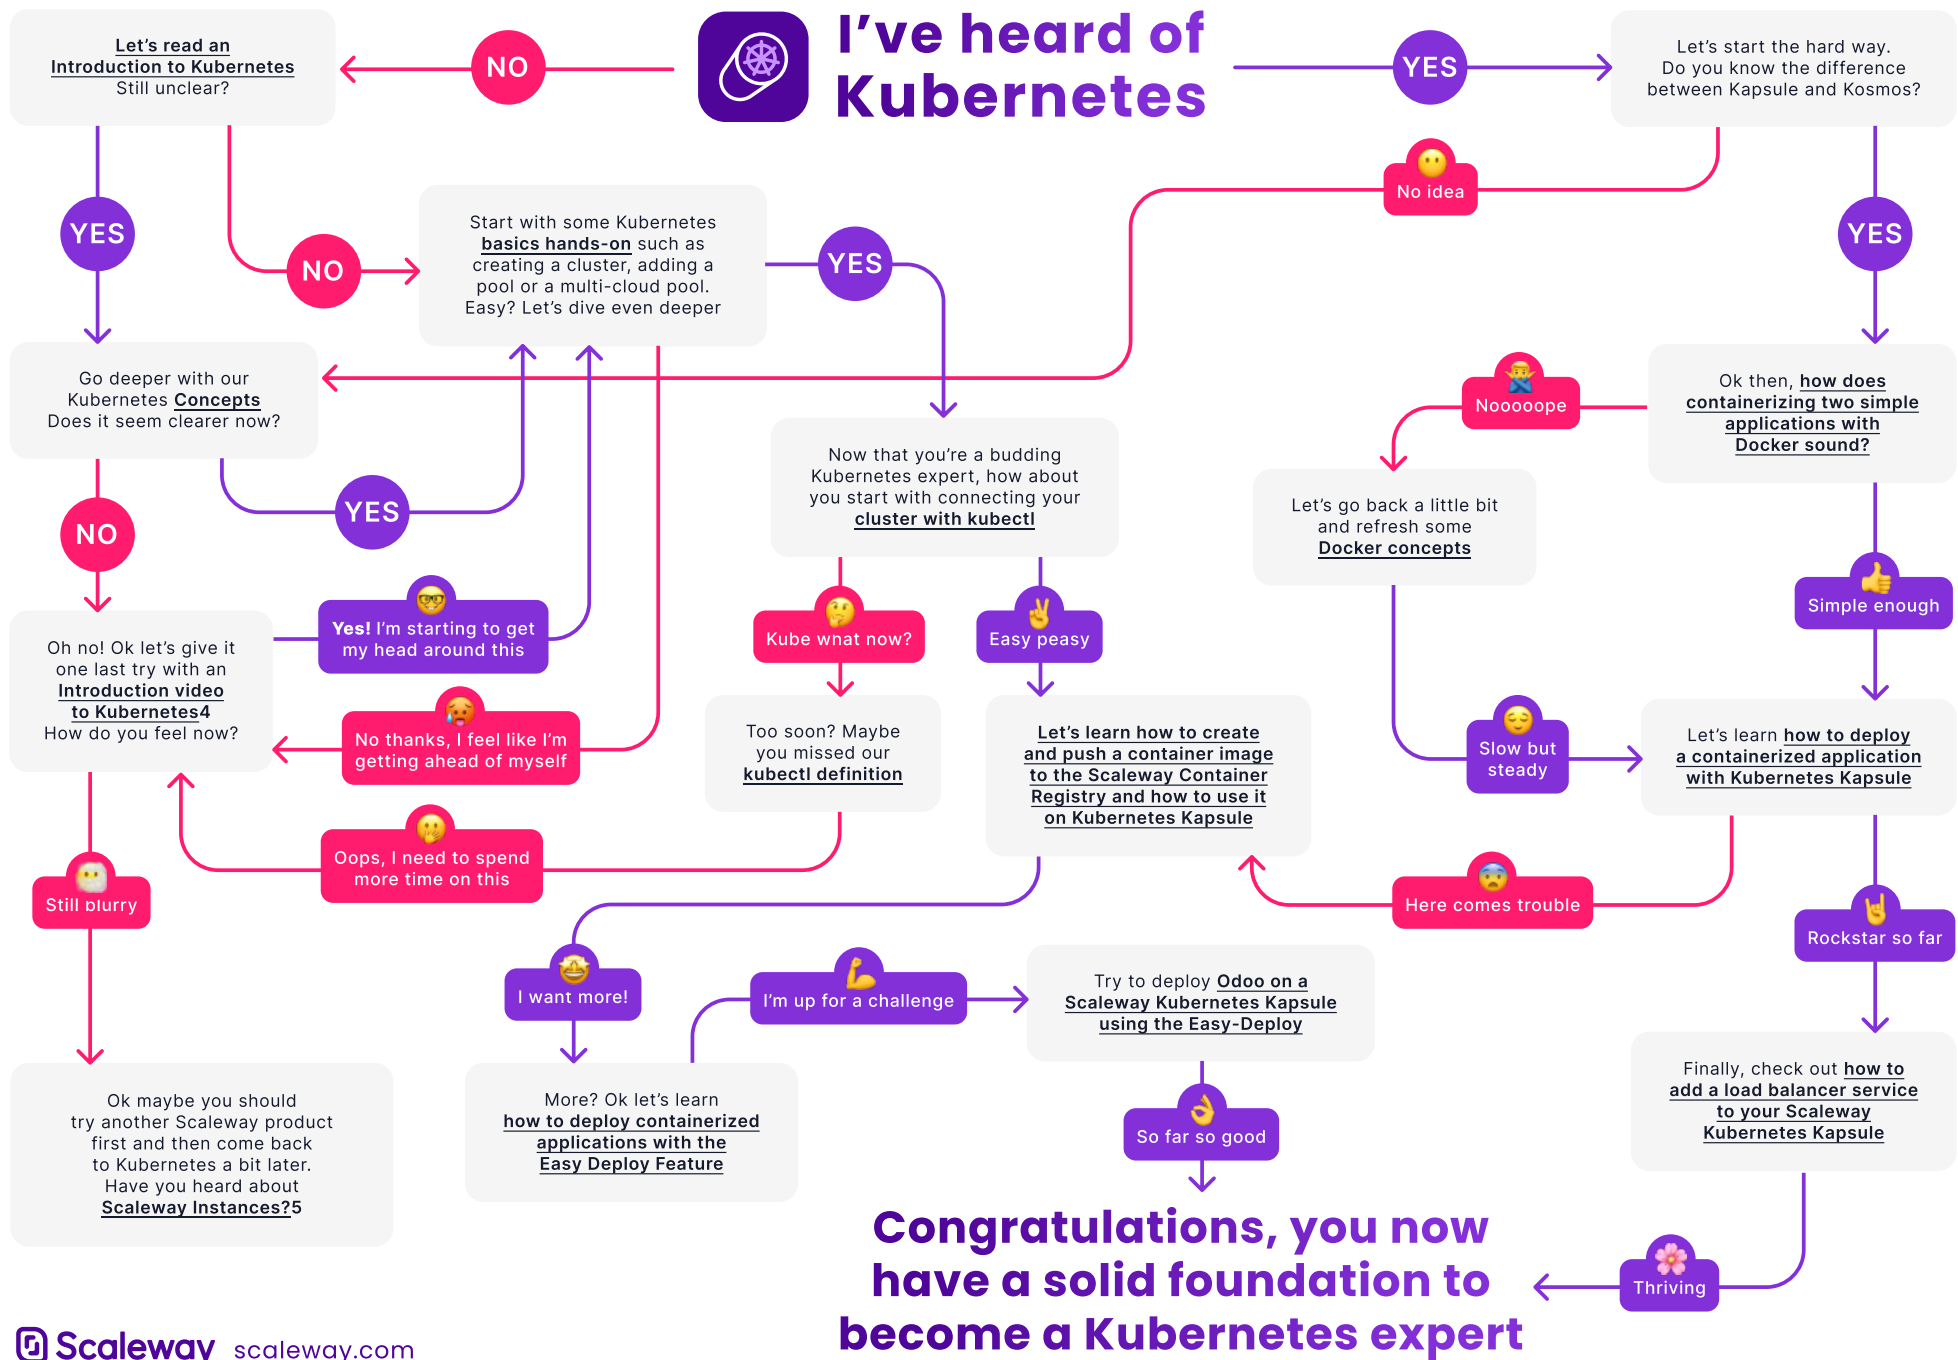 I’ve heard of
Kubernetes
NO
YES
Let’s read an
Introduction to Kubernetes
Still unclear?
Let’s start the hard way.
Do you know the difference
between Kapsule and Kosmos?
No idea
YES
NO
YES
YES
Start with some Kubernetes
basics hands-on such as
creating a cluster, adding a
pool or a multi-cloud pool.
Easy? Let’s dive even deeper
Go deeper with our
Kubernetes Concepts
Does it seem clearer now?
Nooooope
Ok then, how does
containerizing two simple
applications with
Docker sound?
NO
YES
Now that you’re a budding
Kubernetes expert, how about
you start with connecting your
cluster with kubectl
Let’s go back a little bit
and refresh some
Docker concepts
Simple enough
Oh no! Ok let’s give it
one last try with an
Introduction video
to Kubernetes4
How do you feel now?
Yes! I’m starting to get
my head around this
Kube what now?
Easy peasy
No thanks, I feel like I’m
getting ahead of myself
Too soon? Maybe
you missed our
kubectl definition
Let’s learn how to create
and push a container image
to the Scaleway Container
Registry and how to use it
on Kubernetes Kapsule
Slow but
steady
Let’s learn how to deploy
a containerized application
with Kubernetes Kapsule
Oops, I need to spend
more time on this
Still blurry
Here comes trouble
Rockstar so far
I want more!
I’m up for a challenge
Try to deploy Odoo on a
Scaleway Kubernetes Kapsule
using the Easy-Deploy
Ok maybe you should
try another Scaleway product
first and then come back
to Kubernetes a bit later.
Have you heard about
Scaleway Instances?5
More? Ok let’s learn
how to deploy containerized
applications with the
Easy Deploy Feature
So far so good
Finally, check out how to
add a load balancer service
to your Scaleway
Kubernetes Kapsule
Thriving
Congratulations, you now
have a solid foundation to
become a Kubernetes expert
Scaleway scaleway.com